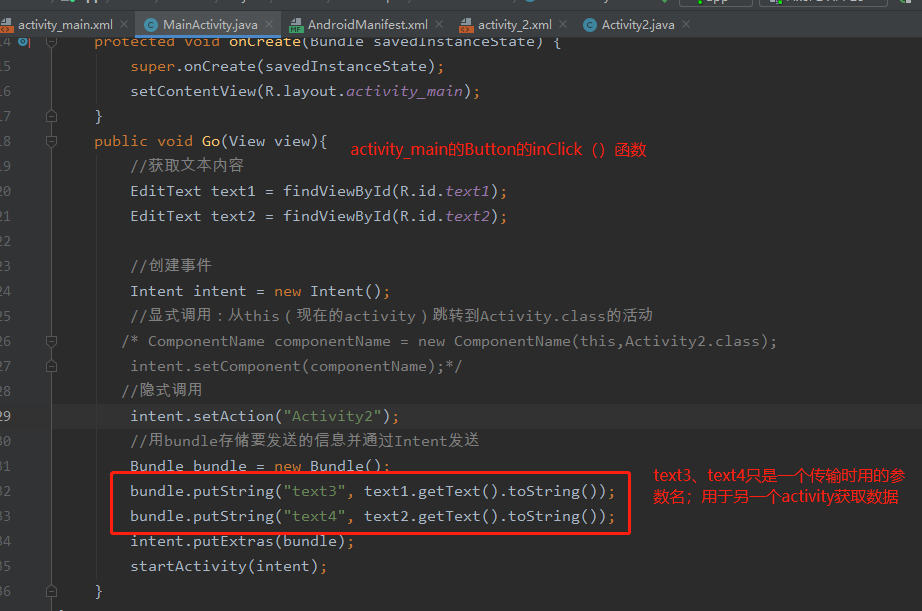 activity_main.xml × MainActivity.java × AndroidManifest.xml × activity_2.xml × Activity2.java ×
14 protected void onCreate(Bundle savedInstanceState) {
15 super.onCreate(savedInstanceState);
16 setContentView(R.layout.activity_main);
17 }
18 public void Go(View view){ activity_main的Button的inClick（）函数
19 //获取文本内容
20 EditText text1 = findViewById(R.id.text1);
21 EditText text2 = findViewById(R.id.text2);
22
23 //创建事件
24 Intent intent = new Intent();
25 //显式调用：从this（现在的activity）跳转到Activity.class的活动
26 /* ComponentName componentName = new ComponentName(this,Activity2.class);
27 intent.setComponent(componentName);*/
28 //隐式调用
29 intent.setAction("Activity2");
30 //用bundle存储要发送的信息并通过Intent发送
31 Bundle bundle = new Bundle();
32 bundle.putString("text3", text1.getText().toString());
33 bundle.putString("text4", text2.getText().toString());
text3、text4只是一个传输时用的参
数名；用于另一个activity获取数据
34 intent.putExtras(bundle);
35 startActivity(intent);
36 }